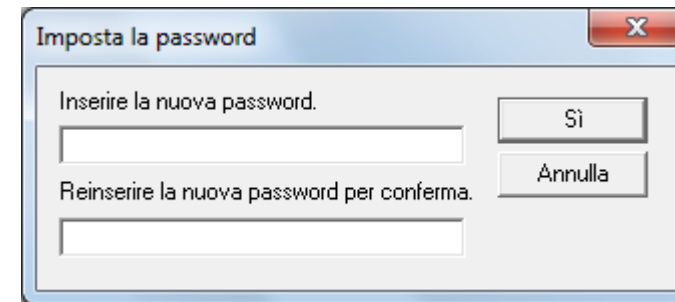 Imposta la password
Inserire la nuova password.
Sì
Annulla
Reinserire la nuova password per conferma.